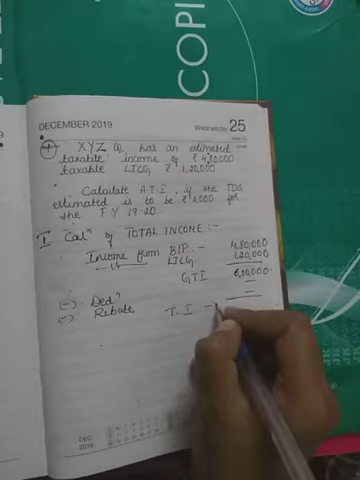 COPI
DECEMBER 2019
Wednesday 25
XYZ Co. has an estimated
taxable income of ₹ 4,80,000
taxable LTCG ₹ 1,20,000
Calculate A.T.I, if the TDS
estimated is to be ₹ 2,000 for
the F.Y 19-20
I. Calⁿ of TOTAL INCOME :-
Income from B/P :- 4,80,000
LTCG 1,20,000
GTI 6,00,000
(-) Dedⁿ —
(-) Rebate —
T.I →
DEC
2019